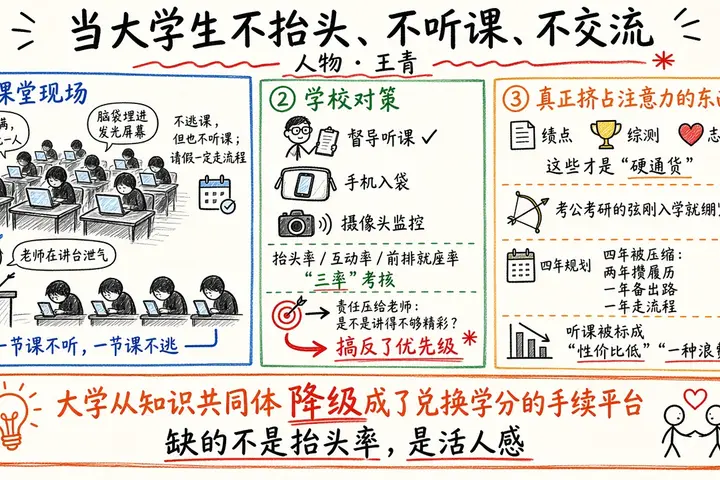 当大学生不抬头、不听课、不交流
人物·王青
课堂现场
满,
一人
脑袋埋进
发光屏幕
不逃课,
但也不听课;
请假一定走流程
老师在讲台泄气
一节课不听,一节课不逃
② 学校对策
督导听课 ✓
手机入袋
摄像头监控
抬头率 / 互动率 / 前排就座率
“三率”考核
责任压给老师:
是不是讲得不够精彩?
搞反了优先级
③ 真正挤占注意力的东
绩点
综测
志
这些才是“硬通货”
考公考研的弦刚入学就绷
四年规划
四年被压缩:
两年攒履历
一年备出路
一年走流程
听课被标成
“性价比低”“一种浪
大学从知识共同体 降级成了兑换学分的手续平台
缺的不是抬头率,是活人感